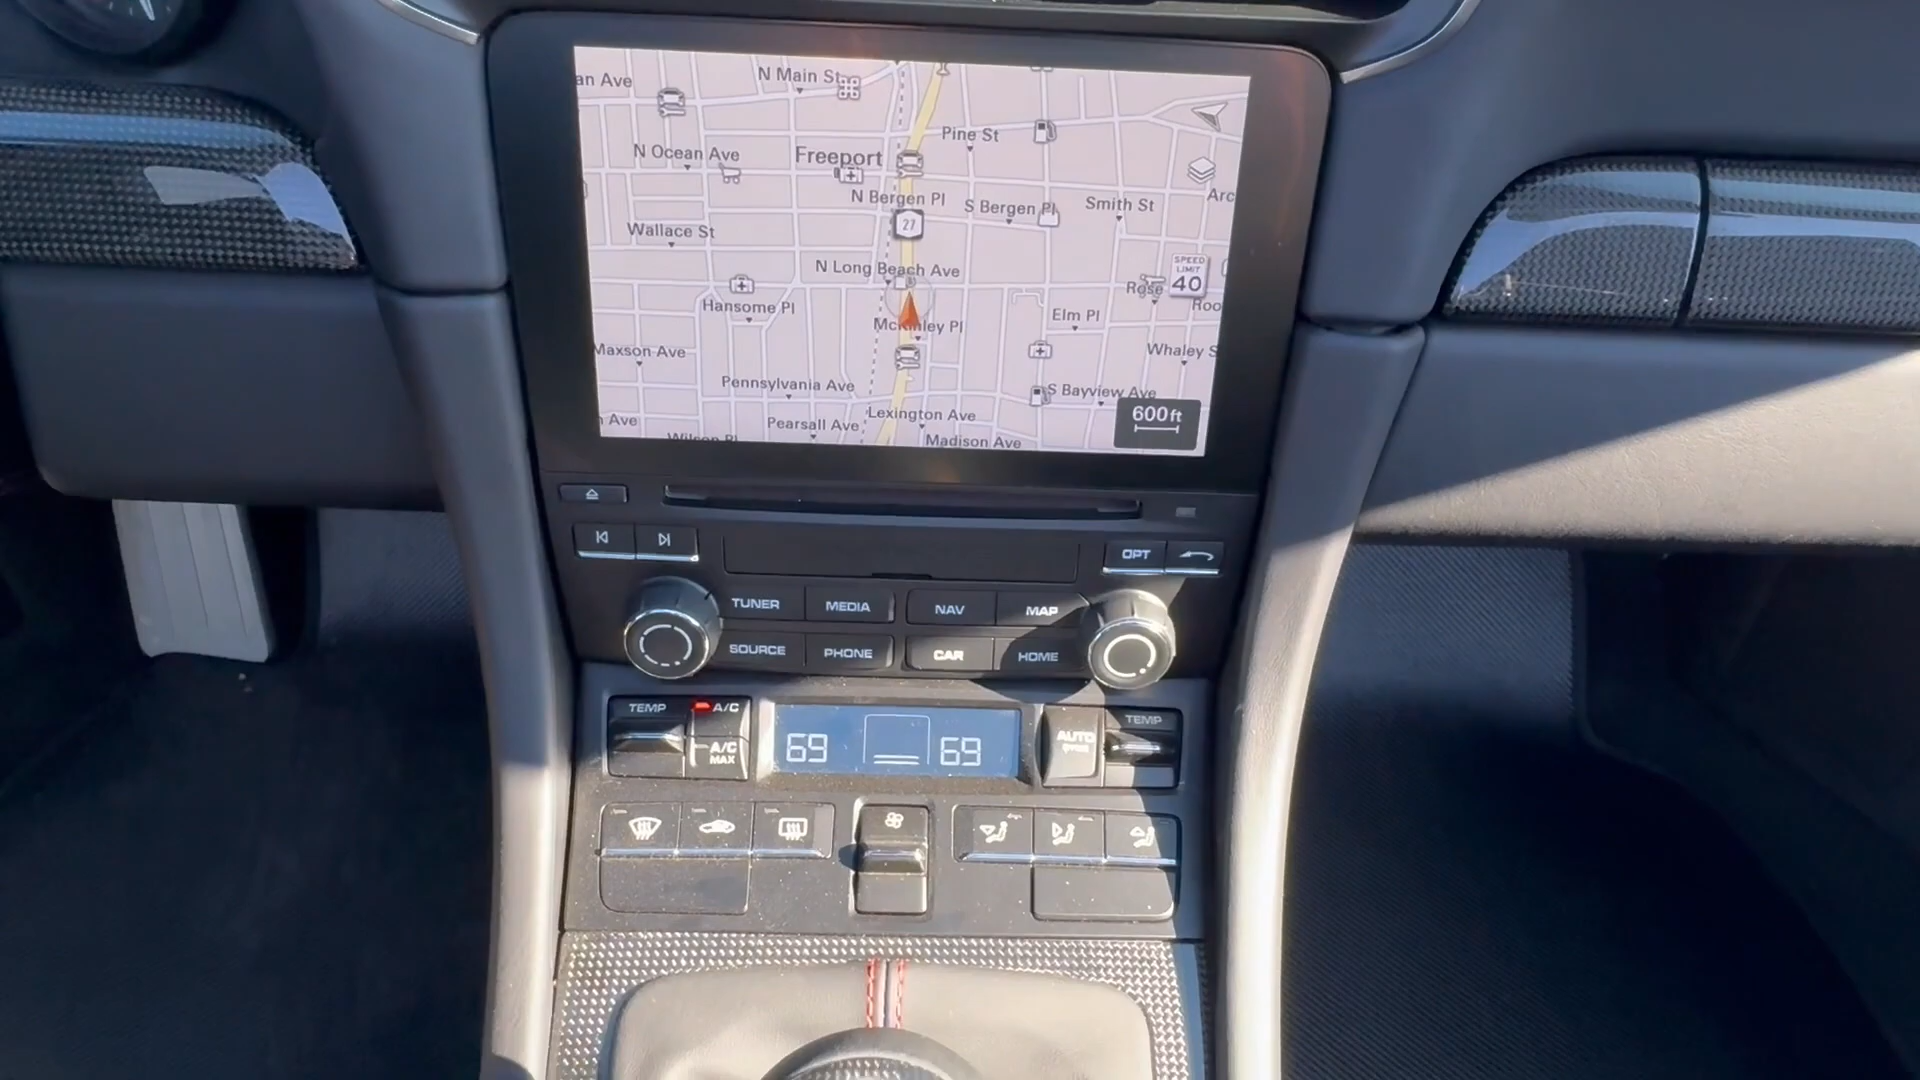 an Ave
N Main St
Pine St
N Ocean Ave
Freeport
N Bergen Pl
S Bergen Pl
Smith St
Arc
27
Wallace St
N Long Beach Ave
SPEED
LIMIT
40
Rose
Roo
Hansome Pl
McKinley Pl
Elm Pl
Maxson Ave
Whaley S
Pennsylvania Ave
S Bayview Ave
Ave
Pearsall Ave
Lexington Ave
600 ft
Wilson Pl
Madison Ave
OPT
TUNER
MEDIA
NAV
MAP
SOURCE
PHONE
CAR
HOME
TEMP
A/C
A/C
MAX
69
69
AUTO
TEMP